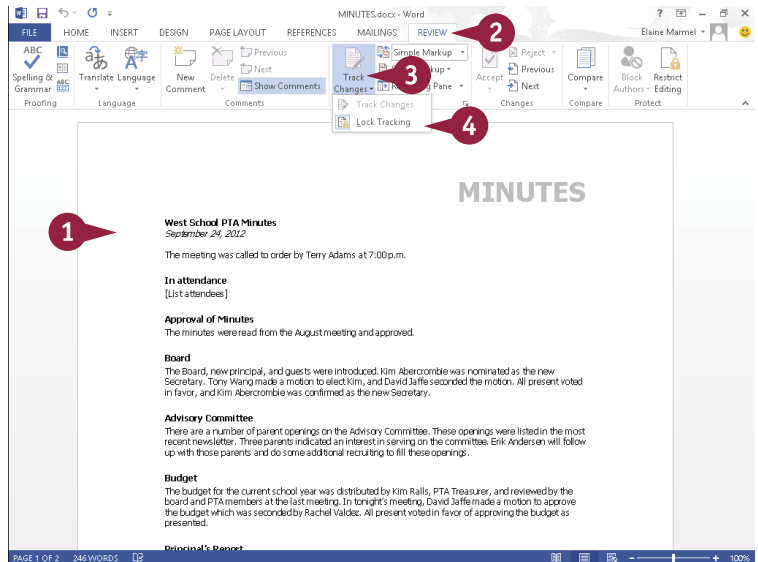 MINUTES.docx - Word
FILE HOME INSERT DESIGN PAGE LAYOUT REFERENCES MAILINGS REVIEW Elaine Marmel
ABC
Spelling & Grammar
ABC
Proofing
Translate Language
Language
New Comment
Delete
Previous
Next
Show Comments
Comments
Track Changes
Simple Markup
Pane
Accept
Reject
Previous
Next
Changes
Compare
Compare
Block Authors
Restrict Editing
Protect
Track Changes
Lock Tracking
2
3
4
1
MINUTES
West School PTA Minutes
September 24, 2012
The meeting was called to order by Terry Adams at 7:00 p.m.
In attendance
[List attendees]
Approval of Minutes
The minutes were read from the August meeting and approved.
Board
The Board, new principal, and guests were introduced. Kim Abercrombie was nominated as the new
Secretary. Tony Wang made a motion to elect Kim, and David Jaffe seconded the motion. All present voted
in favor, and Kim Abercrombie was confirmed as the new Secretary.
Advisory Committee
There are a number of parent openings on the Advisory Committee. These openings were listed in the most
recent newsletter. Three parents indicated an interest in serving on the committee. Erik Andersen will follow
up with those parents and do some additional recruiting to fill these openings.
Budget
The budget for the current school year was distributed by Kim Ralls, PTA Treasurer, and reviewed by the
board and PTA members at the last meeting. In tonight's meeting, David Jaffe made a motion to approve
the budget which was seconded by Rachel Valdez. All present voted in favor of approving the budget as
presented.
Principal's Report
PAGE 1 OF 2 246 WORDS 100%